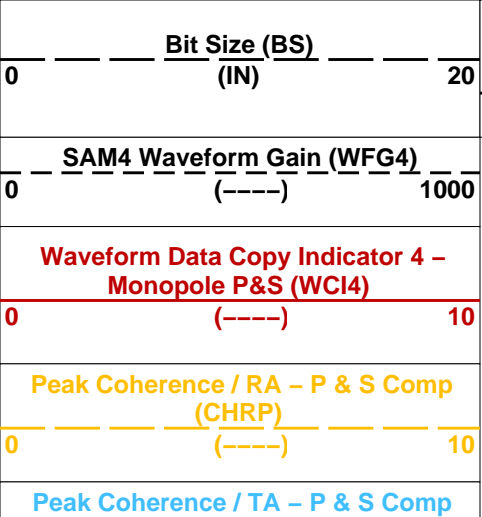 Bit Size (BS)
0 (IN) 20
SAM4 Waveform Gain (WFG4)
0 (−−−−) 1000
Waveform Data Copy Indicator 4 −
Monopole P&S (WCI4)
0 (−−−−) 10
Peak Coherence / RA − P & S Comp
(CHRP)
0 (−−−−) 10
Peak Coherence / TA − P & S Comp